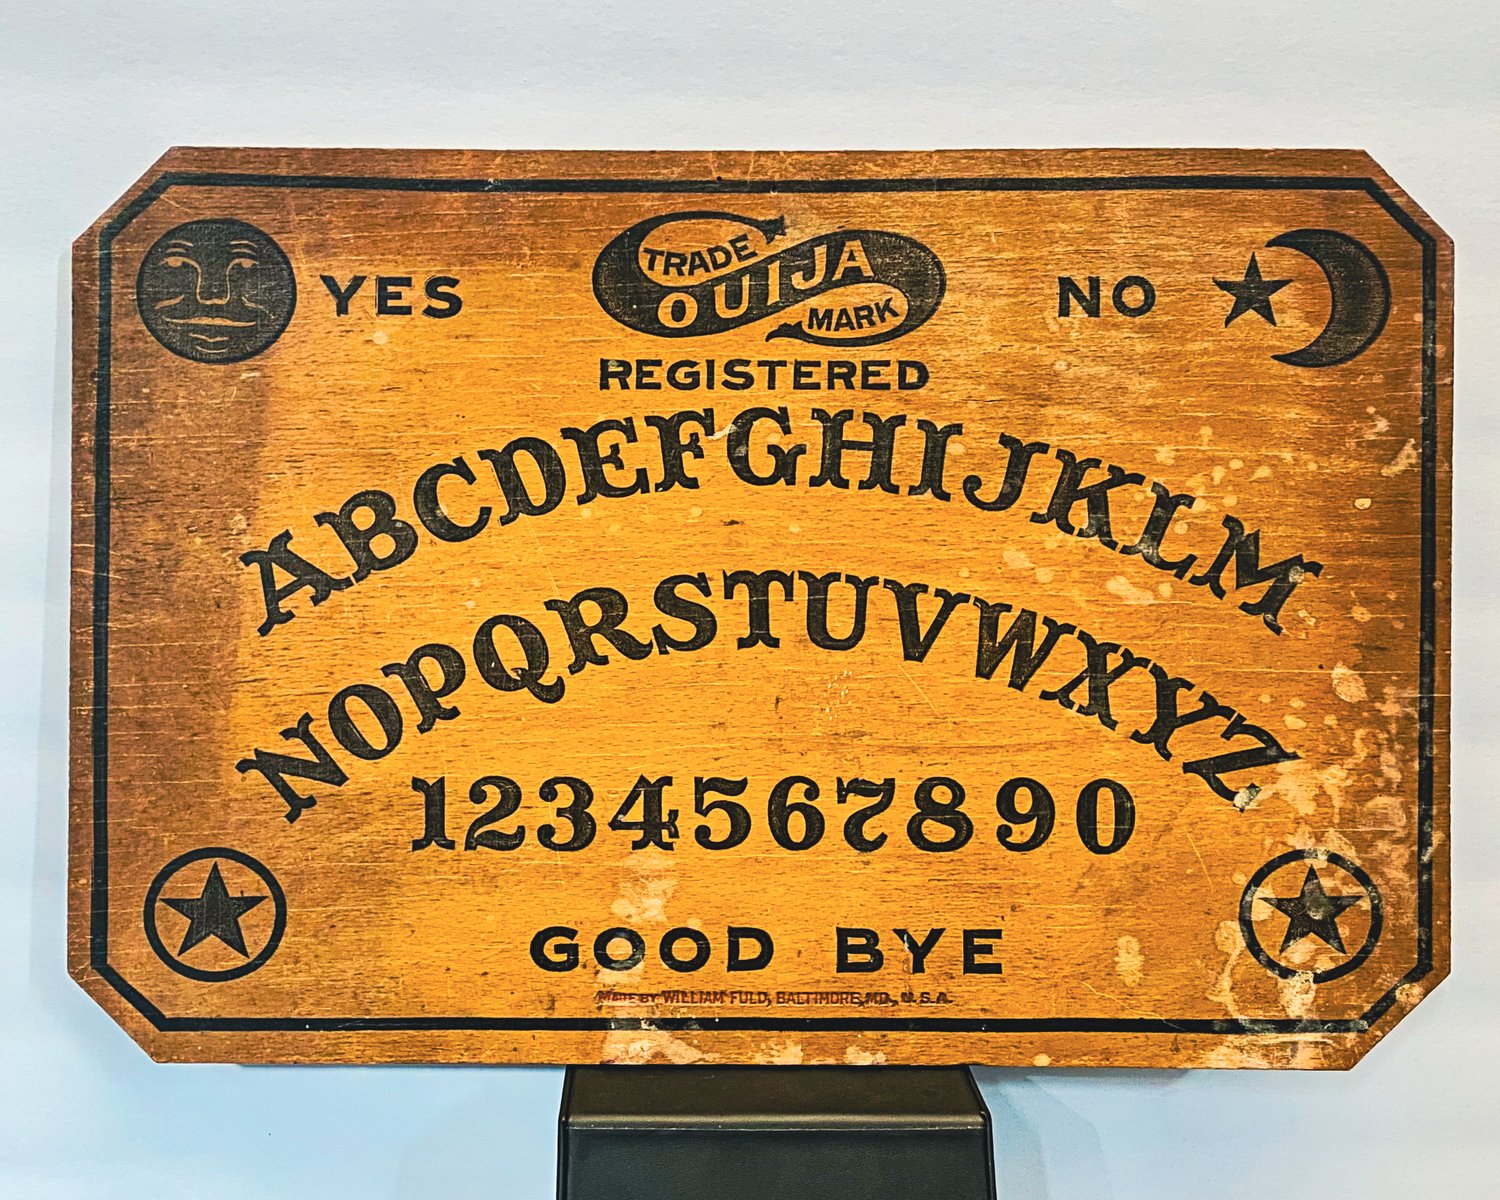 YES
TRADE
OUIJA
MARK
NO
REGISTERED
ABCDEFGHIJKLM
NOPQRSTUVWXYZ
1234567890
GOOD BYE
MADE BY WILLIAM FULD, BALTIMORE, MD., U.S.A.